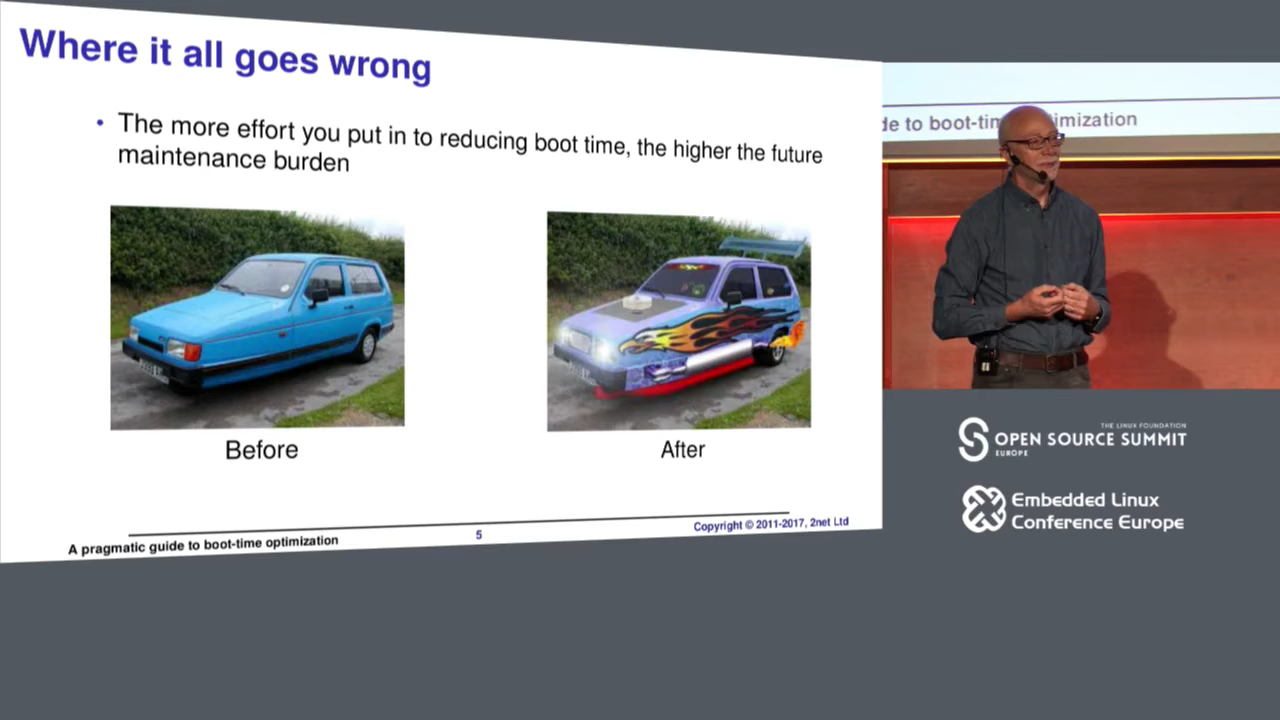 Where it all goes wrong
• The more effort you put in to reducing boot time, the higher the future
maintenance burden
Before
After
A pragmatic guide to boot-time optimization
5
Copyright © 2011-2017, 2net Ltd
de to boot-tim
imization
THE LINUX FOUNDATION
OPEN SOURCE SUMMIT
EUROPE
Embedded Linux
Conference Europe